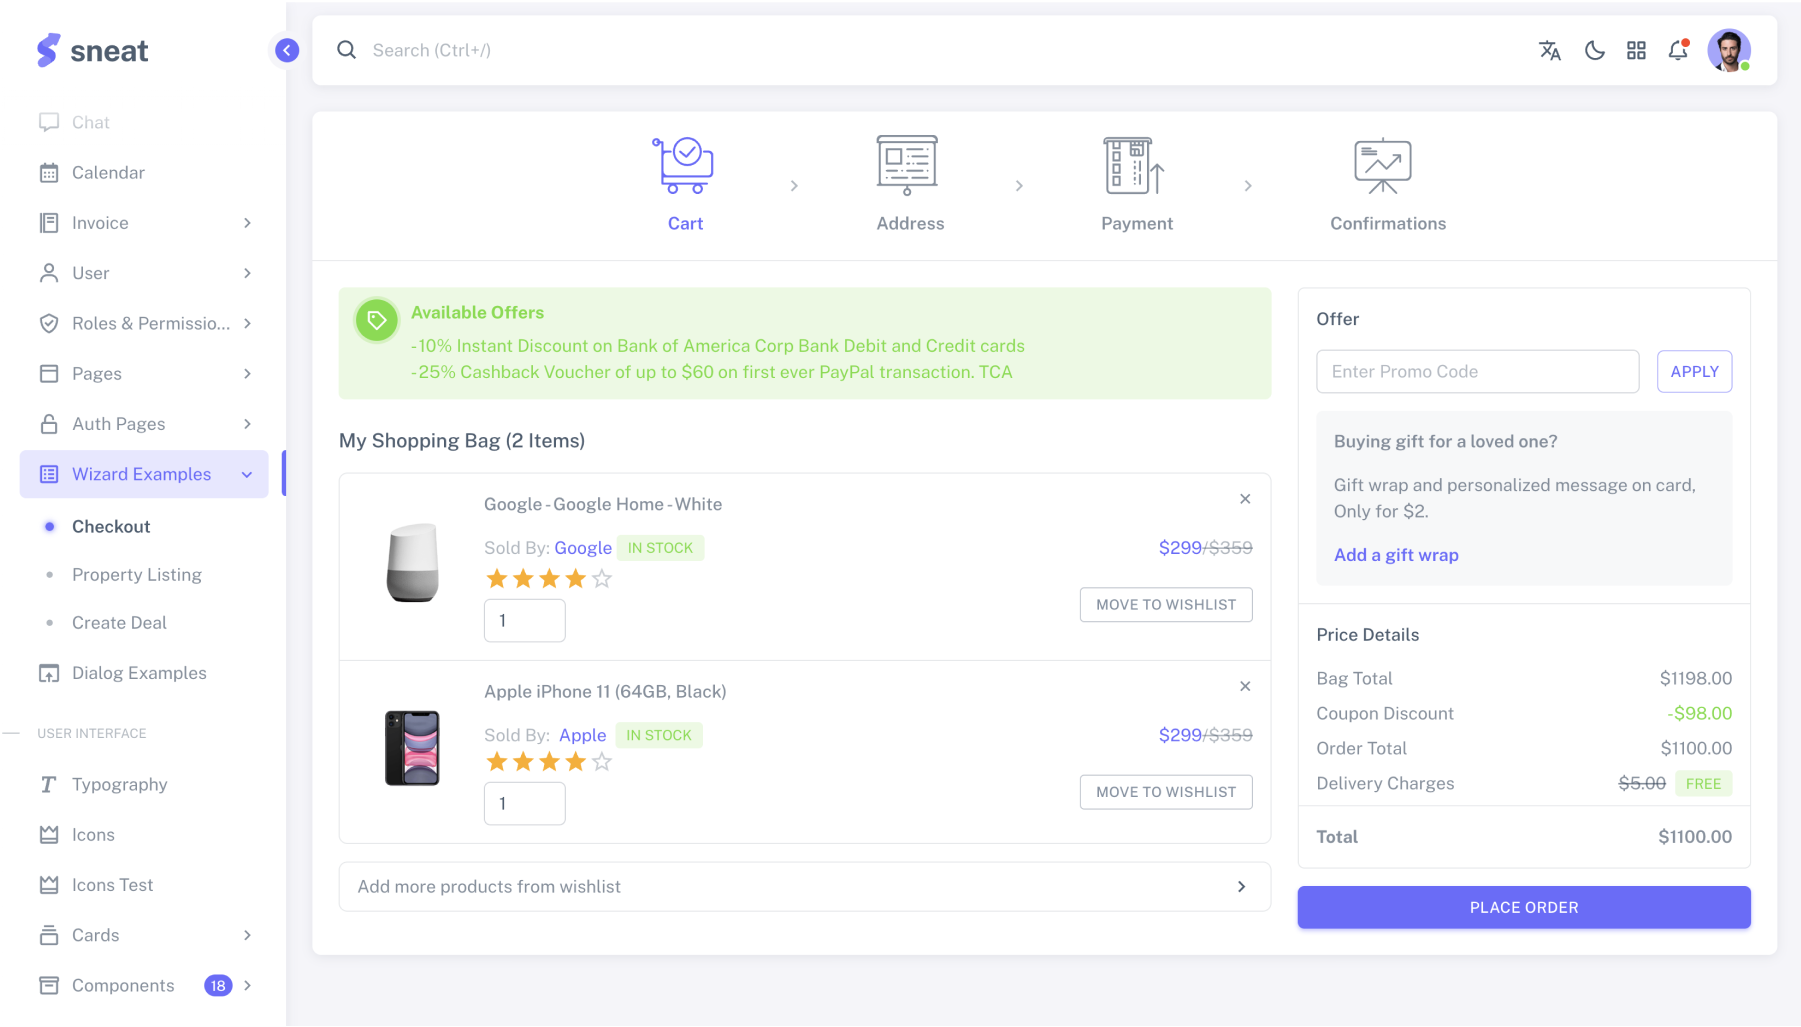 sneat
Search (Ctrl+/)
Chat
Calendar
Invoice
User
Roles & Permissio...
Pages
Auth Pages
Wizard Examples
Checkout
Property Listing
Create Deal
Dialog Examples
USER INTERFACE
Typography
Icons
Icons Test
Cards
Components 18
Cart
Address
Payment
Confirmations
Available Offers
- 10% Instant Discount on Bank of America Corp Bank Debit and Credit cards
- 25% Cashback Voucher of up to $60 on first ever PayPal transaction. TCA
My Shopping Bag (2 Items)
Google - Google Home - White
Sold By: Google IN STOCK
$299/$359
1
MOVE TO WISHLIST
Apple iPhone 11 (64GB, Black)
Sold By: Apple IN STOCK
$299/$359
1
MOVE TO WISHLIST
Add more products from wishlist
Offer
Enter Promo Code
APPLY
Buying gift for a loved one?
Gift wrap and personalized message on card,
Only for $2.
Add a gift wrap
Price Details
Bag Total $1198.00
Coupon Discount -$98.00
Order Total $1100.00
Delivery Charges $5.00 FREE
Total $1100.00
PLACE ORDER